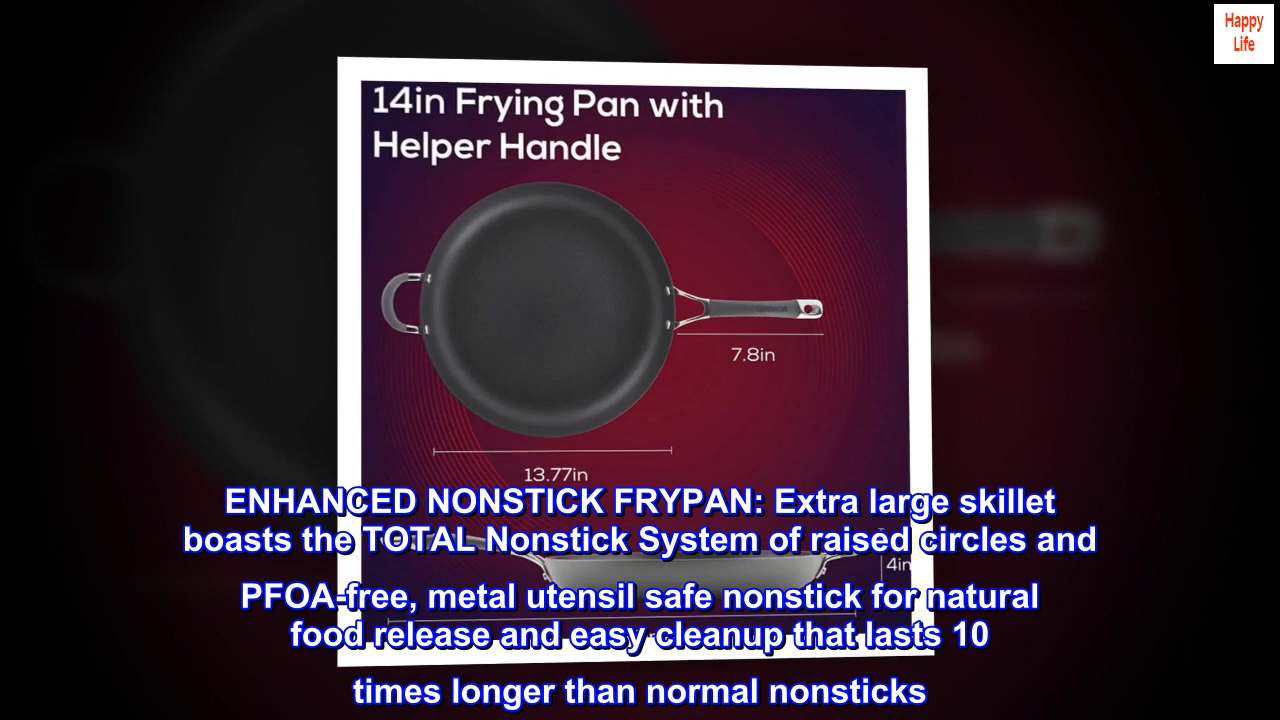 Happy
Life
14in Frying Pan with
Helper Handle
7.8in
13.77in
ENHANCED NONSTICK FRYPAN: Extra large skillet
boasts the TOTAL Nonstick System of raised circles and
4in
PFOA-free, metal utensil safe nonstick for natural
food release and easy cleanup that lasts 10
times longer than normal nonsticks